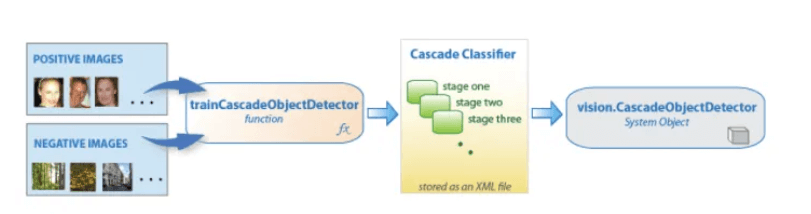 POSITIVE IMAGES
. . .
NEGATIVE IMAGES
. . .
trainCascadeObjectDetector
function
fx
Cascade Classifier
stage one
stage two
stage three
stored as an XML file
vision.CascadeObjectDetector
System Object